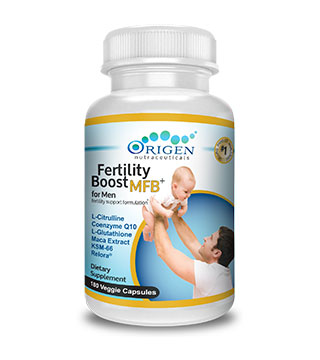 ORIGEN
nutraceuticals
#1
Fertility
Boost MFB+
for Men
fertility support formulation
L-Citrulline
Coenzyme Q10
L-Glutathione
Maca Extract
KSM-66
Relora®
Dietary
Supplement
180 Veggie Capsules